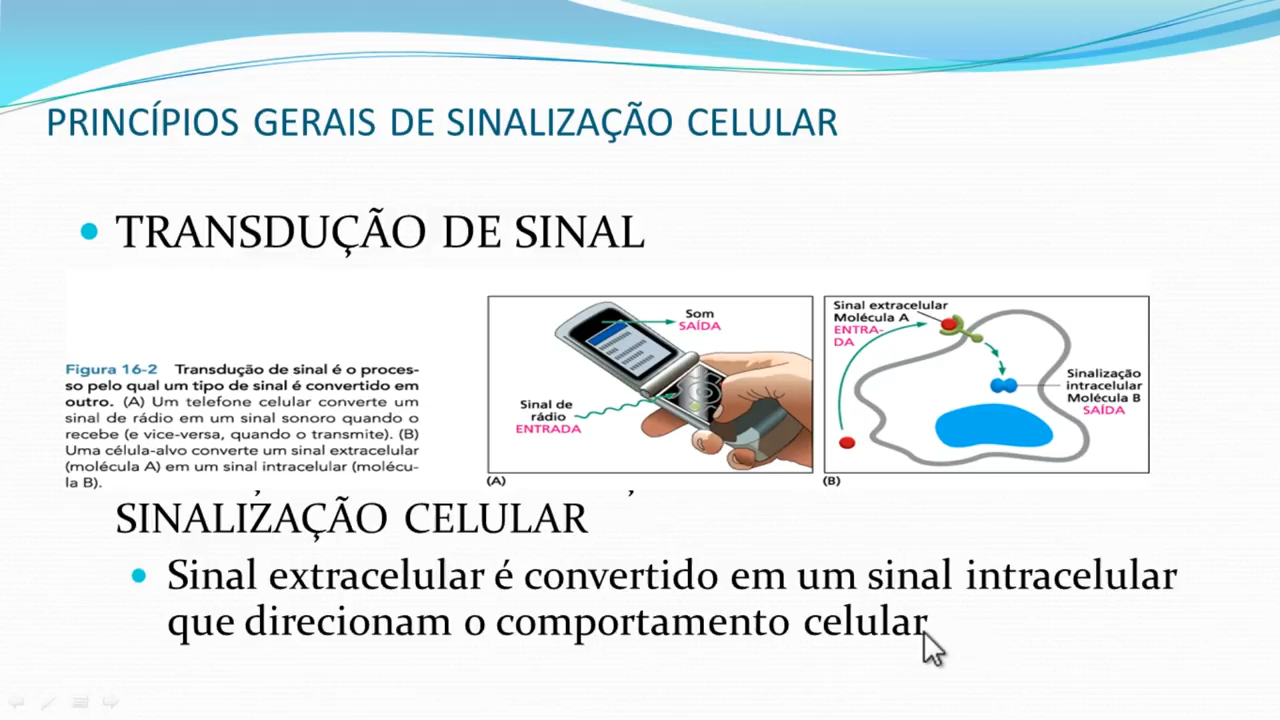 PRINCÍPIOS GERAIS DE SINALIZAÇÃO CELULAR
TRANSDUÇÃO DE SINAL
Figura 16-2 Transdução de sinal é o proces-
so pelo qual um tipo de sinal é convertido em
outro. (A) Um telefone celular converte um
sinal de rádio em um sinal sonoro quando o
recebe (e vice-versa, quando o transmite). (B)
Uma célula-alvo converte um sinal extracelular
(molécula A) em um sinal intracelular (molécu-
la B).
Som
SAÍDA
Sinal de
rádio
ENTRADA
(A)
Sinal extracelular
Molécula A
ENTRA-
DA
Sinalização
intracelular
Molécula B
SAÍDA
(B)
SINALIZAÇÃO CELULAR
Sinal extracelular é convertido em um sinal intracelular
que direcionam o comportamento celular